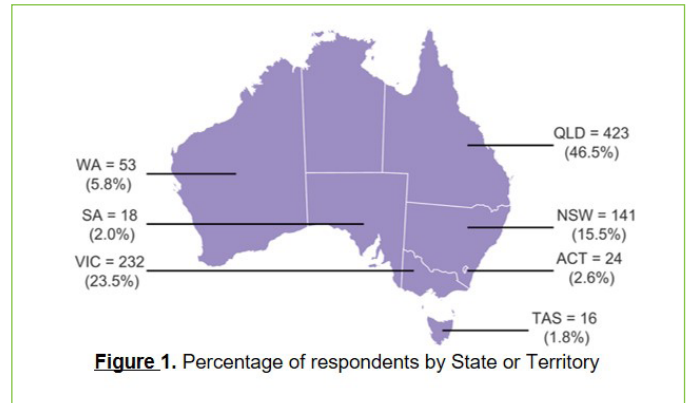 QLD = 423
(46.5%)
WA = 53
(5.8%)
SA = 18
(2.0%)
NSW = 141
(15.5%)
VIC = 232
(23.5%)
ACT = 24
(2.6%)
TAS = 16
(1.8%)
Figure 1. Percentage of respondents by State or Territory